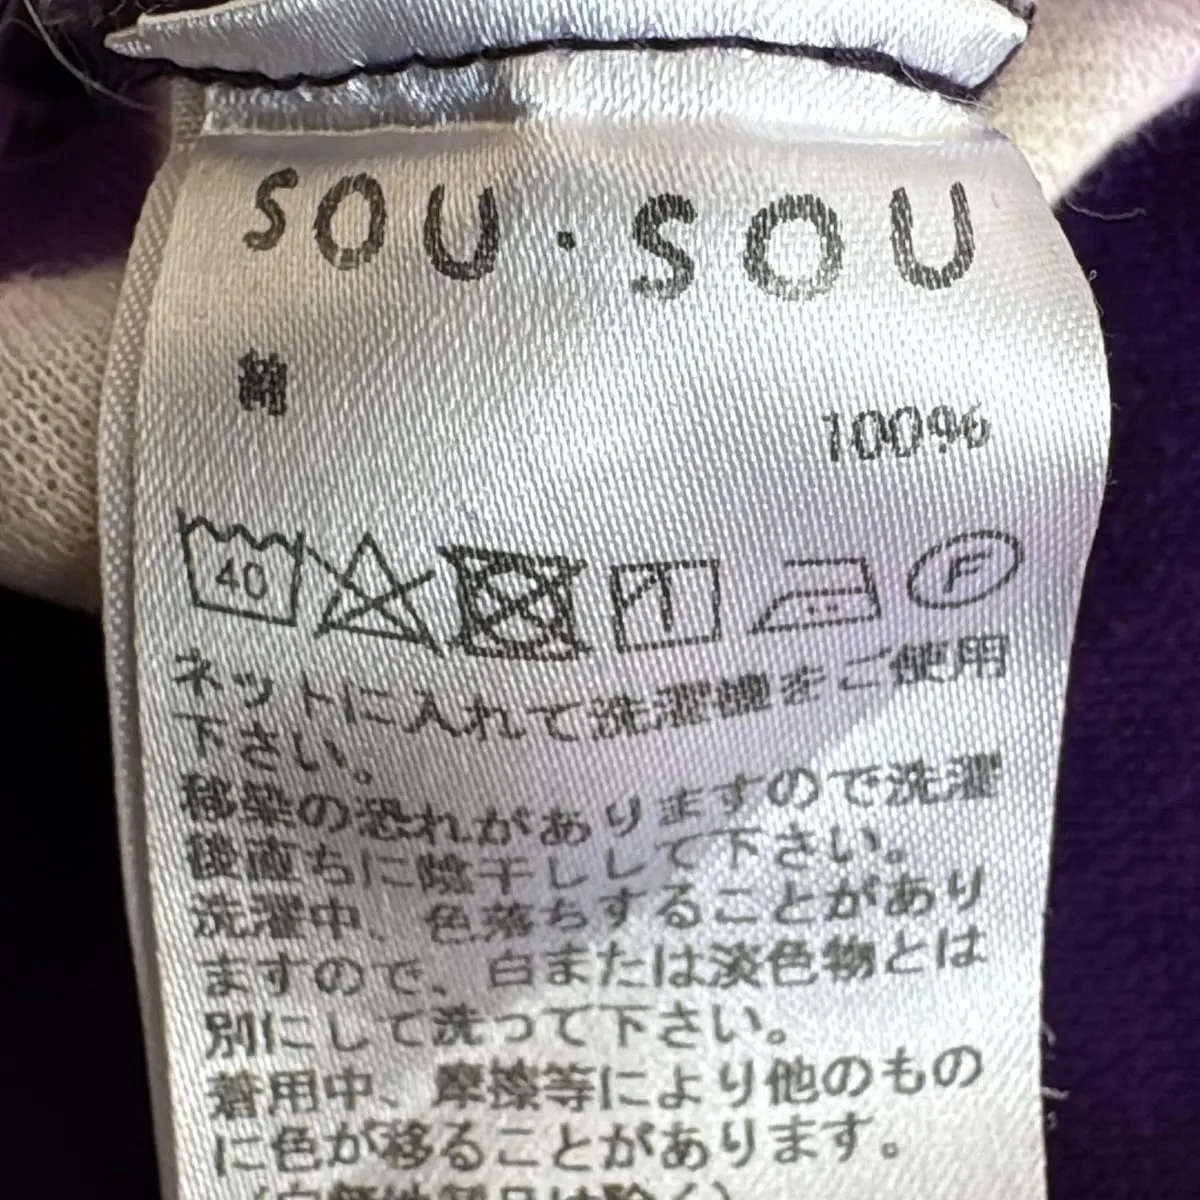 SOU・SOU
綿
100%
40
F
ネットに入れて洗濯機をご使用
下さい。
移染の恐れがありますので洗濯
後直ちに陰干しして下さい。
洗濯中、色落ちすることがあり
ますので、白または淡色物とは
別にして洗って下さい。
着用中、摩擦等により他のもの
に色が移ることがあります。